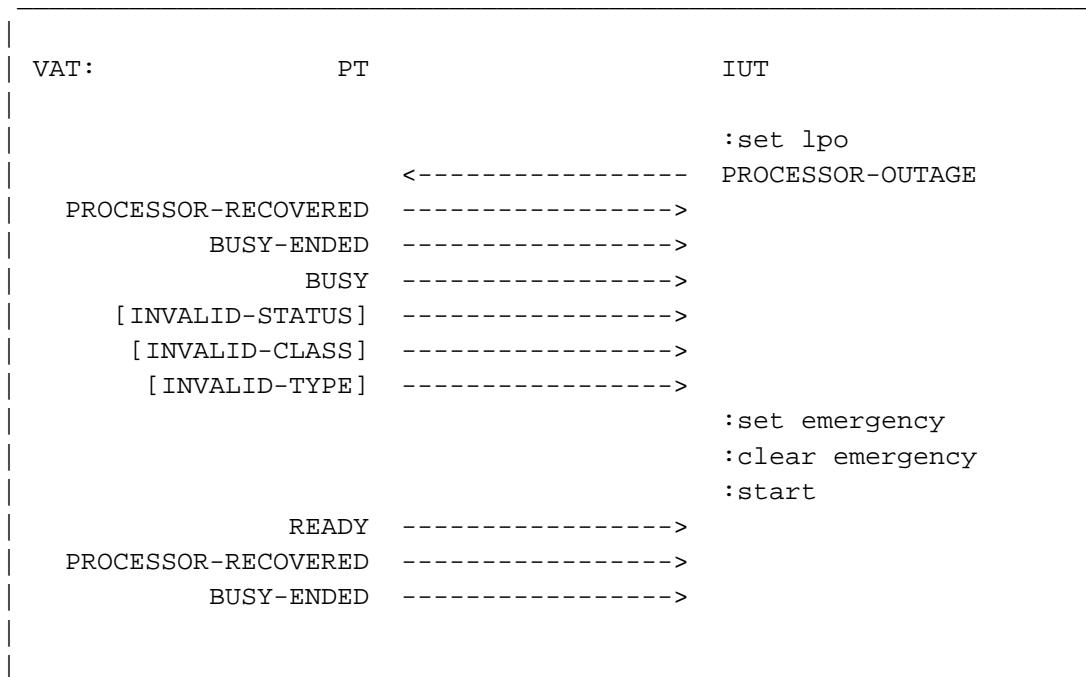 VAT: PT IUT
:set lpo
<----------------- PROCESSOR-OUTAGE
PROCESSOR-RECOVERED ----------------->
BUSY-ENDED ----------------->
BUSY ----------------->
[INVALID-STATUS] ----------------->
[INVALID-CLASS] ----------------->
[INVALID-TYPE] ----------------->
:set emergency
:clear emergency
:start
READY ----------------->
PROCESSOR-RECOVERED ----------------->
BUSY-ENDED ----------------->